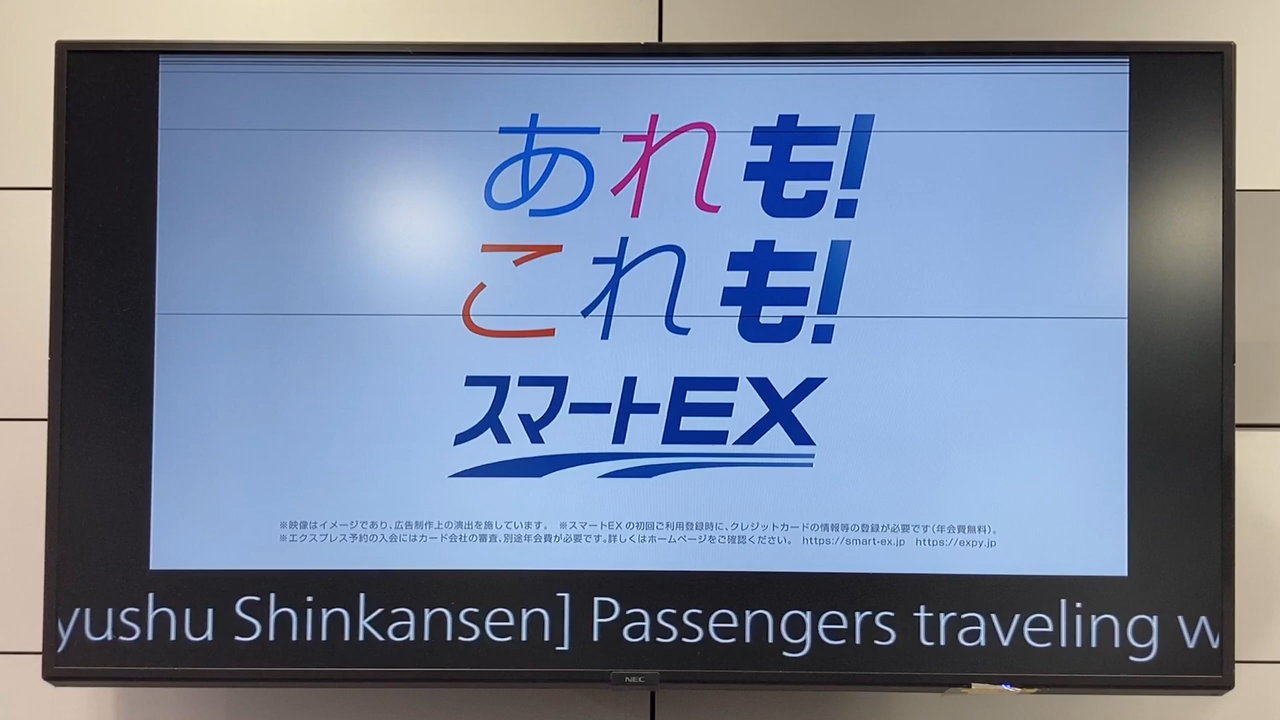 あれも!
これも!
スマートEX
※映像はイメージであり、広告制作上の演出を施しています。 ※スマートEXの初回ご利用登録時に、クレジットカードの情報等の登録が必要です(年会費無料)。
※エクスプレス予約の入会にはカード会社の審査、別途年会費が必要です。詳しくはホームページをご確認ください。 https://smart-ex.jp https://expy.jp
yushu Shinkansen] Passengers traveling w
NEC